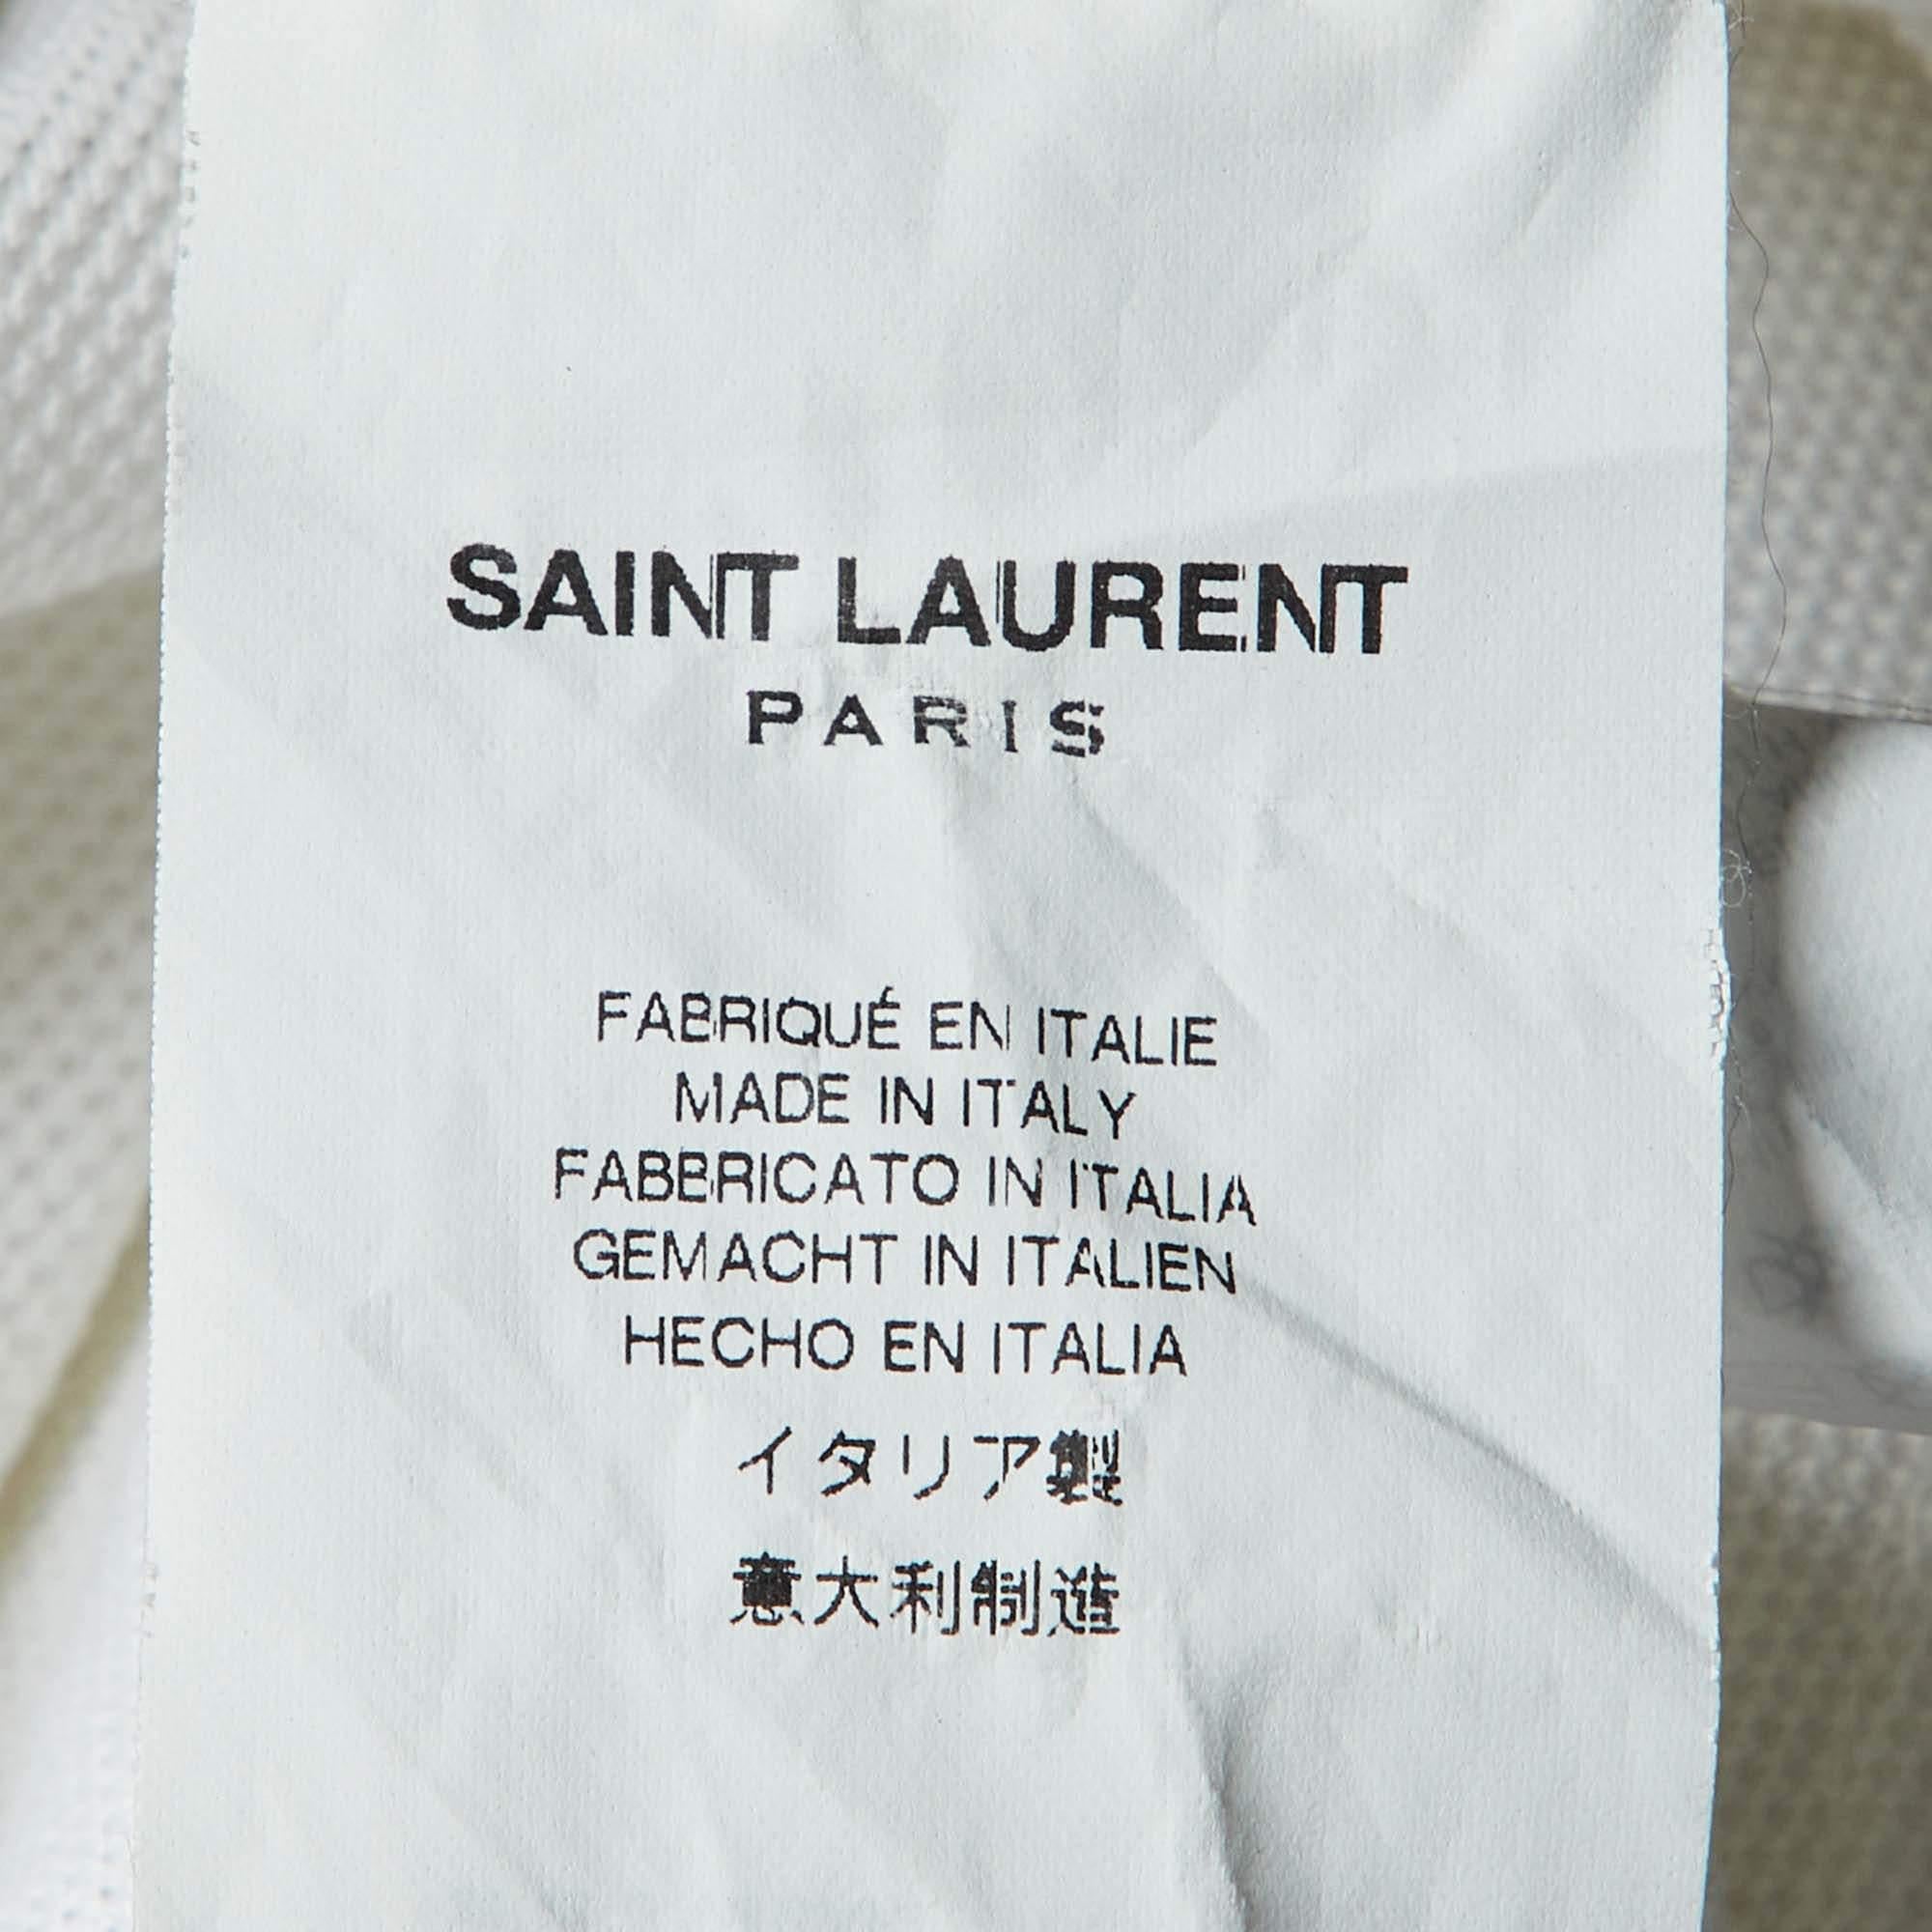 SAINT LAURENT
PARIS
FABRIQUÉ EN ITALIE
MADE IN ITALY
FABBRICATO IN ITALIA
GEMACHT IN ITALIEN
HECHO EN ITALIA
イタリア製
意大利制造